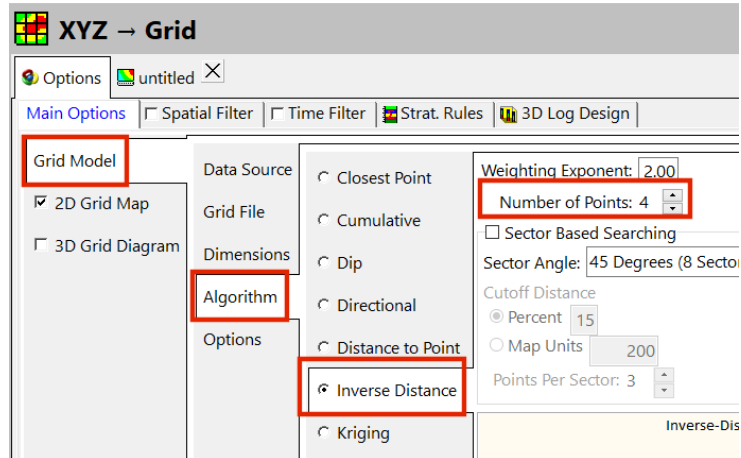 XYZ → Grid
Options untitled
Main Options Spatial Filter Time Filter Strat. Rules 3D Log Design
Grid Model
2D Grid Map
3D Grid Diagram
Data Source
Grid File
Dimensions
Algorithm
Options
Closest Point
Cumulative
Dip
Directional
Distance to Point
Inverse Distance
Kriging
Weighting Exponent: 2.00
Number of Points: 4
Sector Based Searching
Sector Angle: 45 Degrees (8 Sector
Cutoff Distance
Percent 15
Map Units 200
Points Per Sector: 3
Inverse-Dis